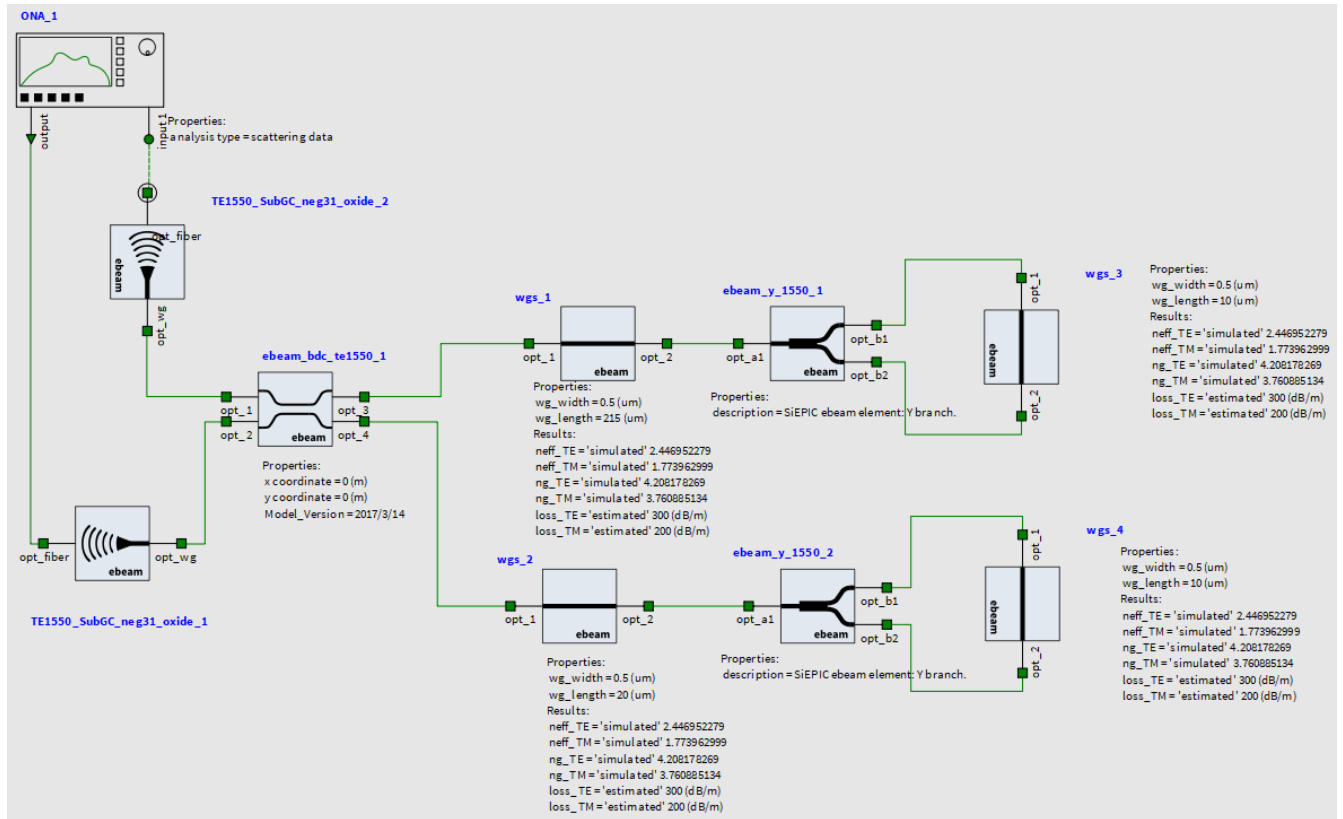 ONA_1
output
input 1
Properties:
analysis type = scattering data
TE1550_SubGC_neg31_oxide_2
opt_fiber
ebeam
opt_wg
ebeam_bdc_te1550_1
opt_1
opt_2
opt_3
opt_4
ebeam
Properties:
x coordinate = 0 (m)
y coordinate = 0 (m)
Model_Version = 2017/3/14
opt_fiber
opt_wg
ebeam
TE1550_SubGC_neg31_oxide_1
wgs_1
opt_1
opt_2
ebeam
Properties:
wg_width = 0.5 (um)
wg_length = 215 (um)
Results:
neff_TE = 'simulated' 2.446952279
neff_TM = 'simulated' 1.773962999
ng_TE = 'simulated' 4.208178269
ng_TM = 'simulated' 3.760885134
loss_TE = 'estimated' 300 (dB/m)
loss_TM = 'estimated' 200 (dB/m)
ebeam_y_1550_1
opt_a1
opt_b1
opt_b2
ebeam
Properties:
description = SiEPIC ebeam element: Y branch.
opt_1
ebeam
opt_2
wgs_3
Properties:
wg_width = 0.5 (um)
wg_length = 10 (um)
Results:
neff_TE = 'simulated' 2.446952279
neff_TM = 'simulated' 1.773962999
ng_TE = 'simulated' 4.208178269
ng_TM = 'simulated' 3.760885134
loss_TE = 'estimated' 300 (dB/m)
loss_TM = 'estimated' 200 (dB/m)
wgs_2
opt_1
opt_2
ebeam
Properties:
wg_width = 0.5 (um)
wg_length = 20 (um)
Results:
neff_TE = 'simulated' 2.446952279
neff_TM = 'simulated' 1.773962999
ng_TE = 'simulated' 4.208178269
ng_TM = 'simulated' 3.760885134
loss_TE = 'estimated' 300 (dB/m)
loss_TM = 'estimated' 200 (dB/m)
ebeam_y_1550_2
opt_a1
opt_b1
opt_b2
ebeam
Properties:
description = SiEPIC ebeam element: Y branch.
opt_1
ebeam
opt_2
wgs_4
Properties:
wg_width = 0.5 (um)
wg_length = 10 (um)
Results:
neff_TE = 'simulated' 2.446952279
neff_TM = 'simulated' 1.773962999
ng_TE = 'simulated' 4.208178269
ng_TM = 'simulated' 3.760885134
loss_TE = 'estimated' 300 (dB/m)
loss_TM = 'estimated' 200 (dB/m)